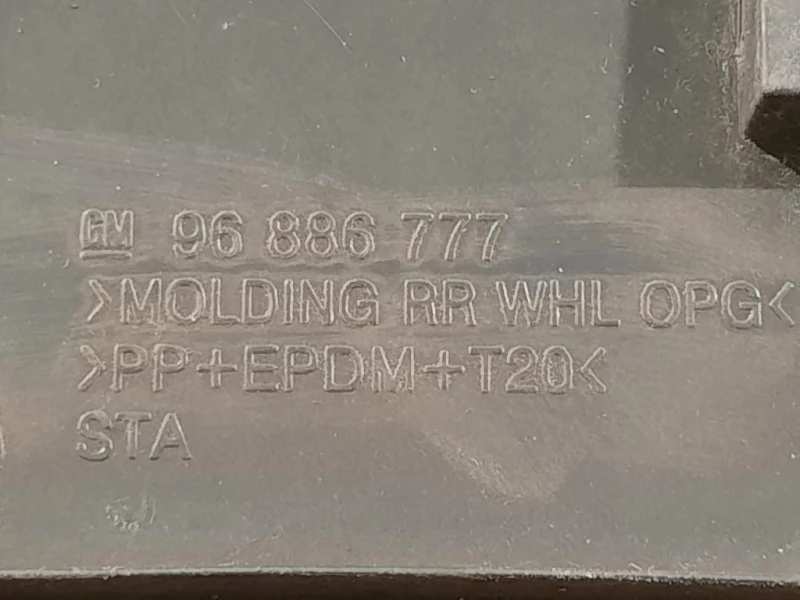 GM 96 886 777
>MOLDING RR WHL OPG<
>PP+EPDM+T20<
STA